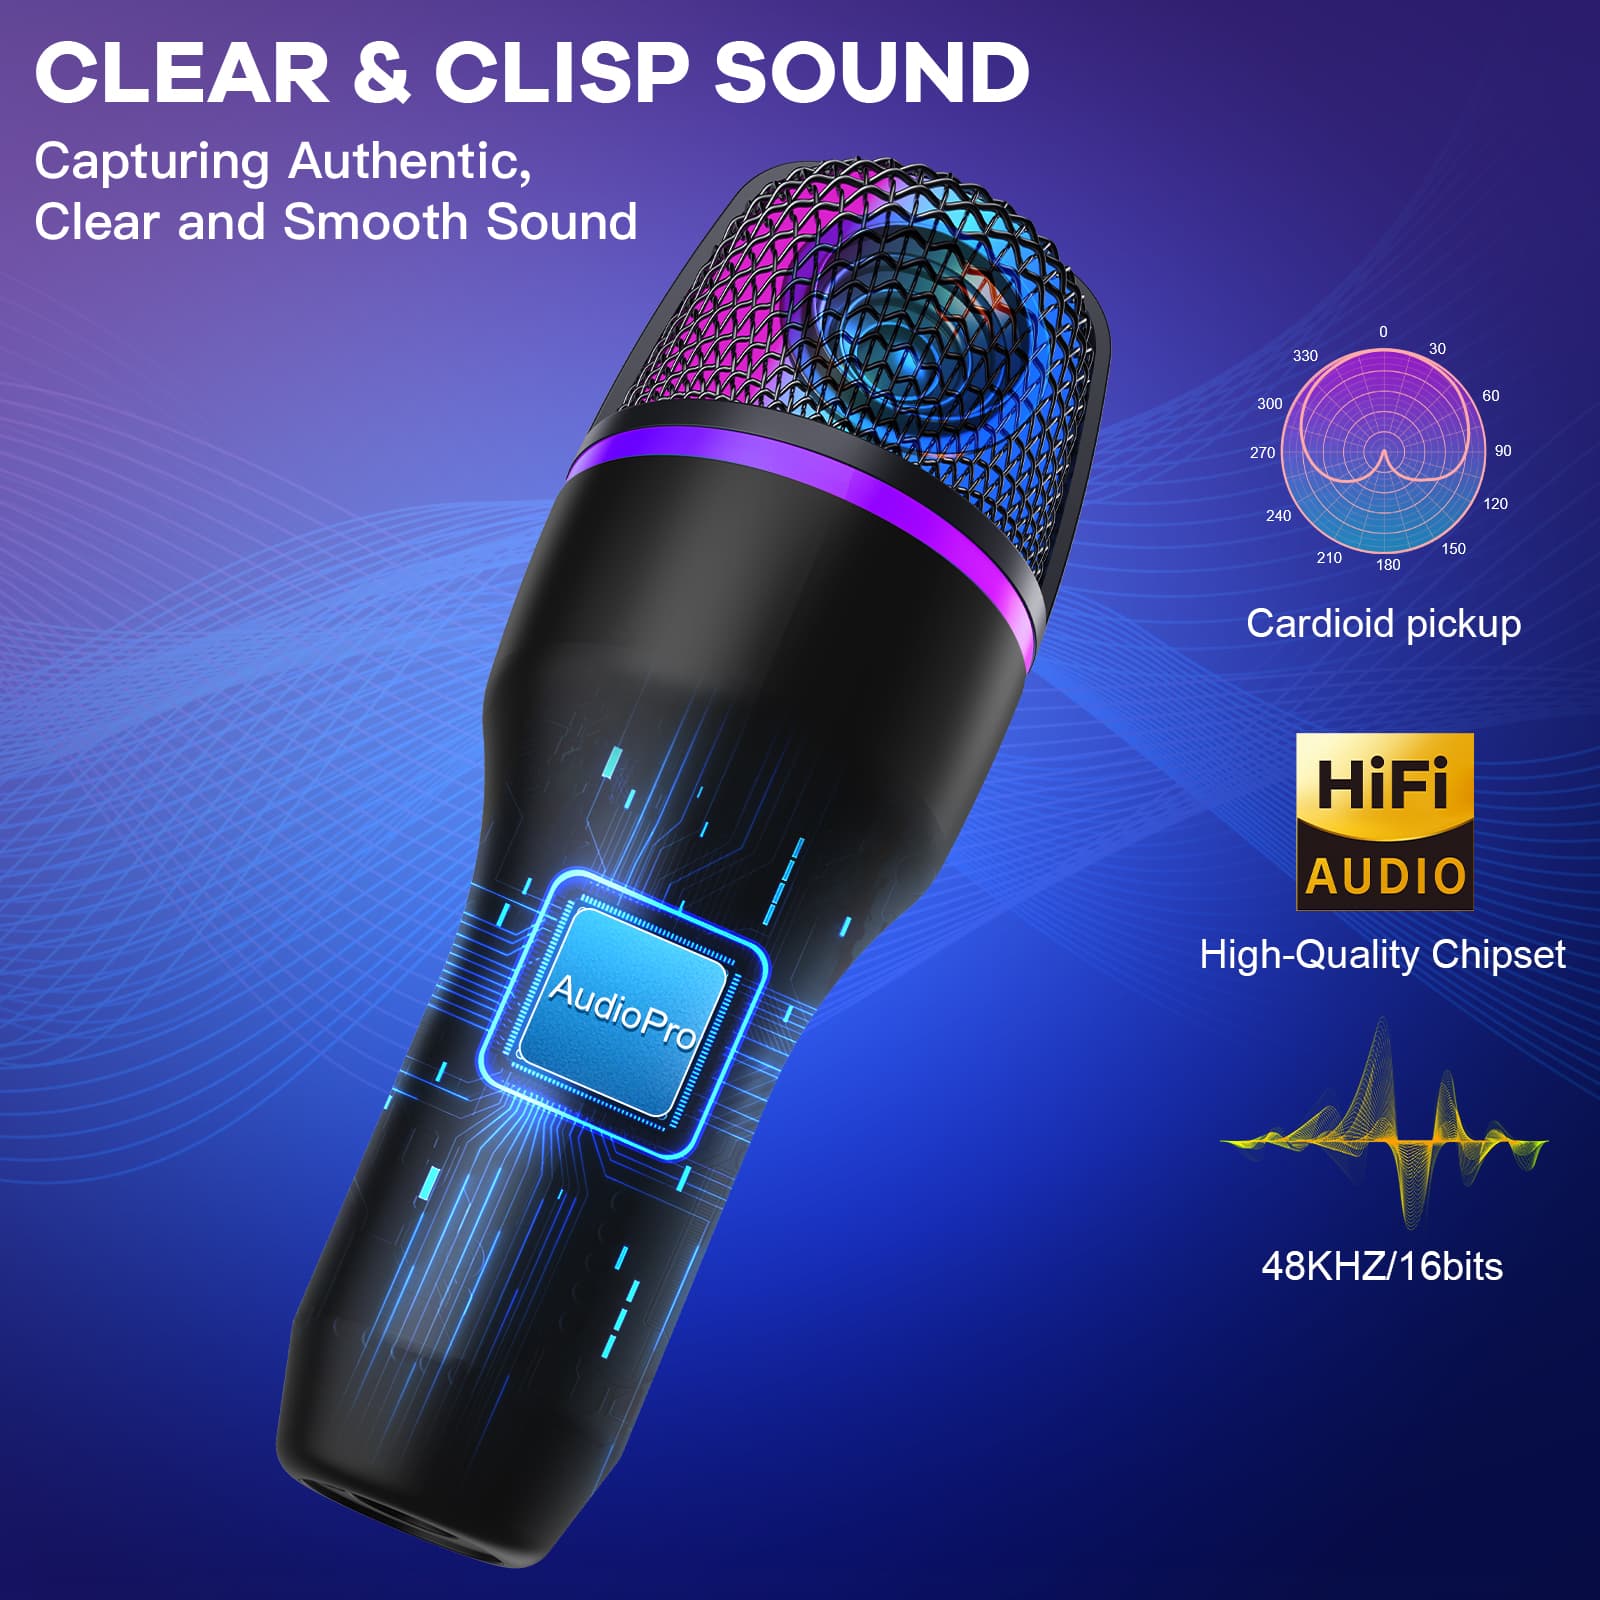 CLEAR & CLISP SOUND
Capturing Authentic,
Clear and Smooth Sound
0
30
60
90
120
150
180
210
240
270
300
330
Cardioid pickup
HiFi
AUDIO
High-Quality Chipset
AudioPro
48KHZ/16bits